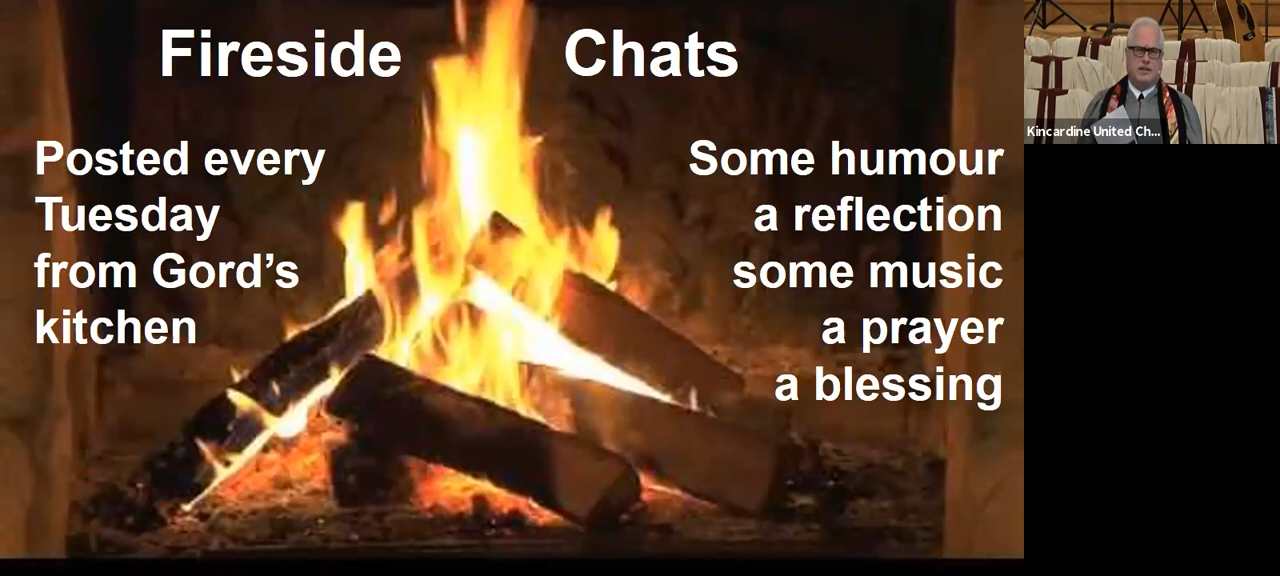 Fireside Chats
Posted every
Tuesday
from Gord’s
kitchen
Some humour
a reflection
some music
a prayer
a blessing
Kincardine United Ch...